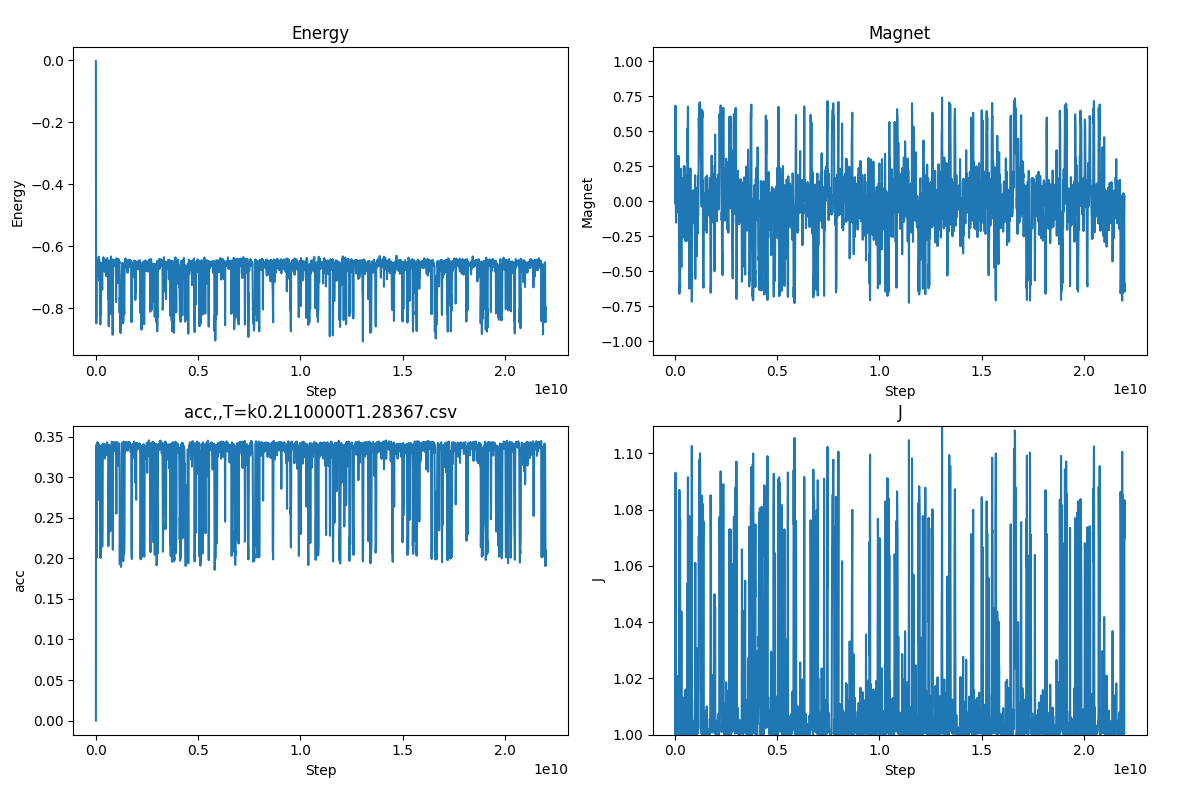 Energy
0.0
−0.2
−0.4
−0.6
−0.8
Energy
0.0 0.5 1.0 1.5 2.0
Step
1e10
Magnet
1.00
0.75
0.50
0.25
0.00
−0.25
−0.50
−0.75
−1.00
Magnet
0.0 0.5 1.0 1.5 2.0
Step
1e10
acc,,T=k0.2L10000T1.28367.csv
0.35
0.30
0.25
0.20
0.15
0.10
0.05
0.00
acc
0.0 0.5 1.0 1.5 2.0
Step
1e10
J
1.10
1.08
1.06
1.04
1.02
1.00
J
0.0 0.5 1.0 1.5 2.0
Step
1e10